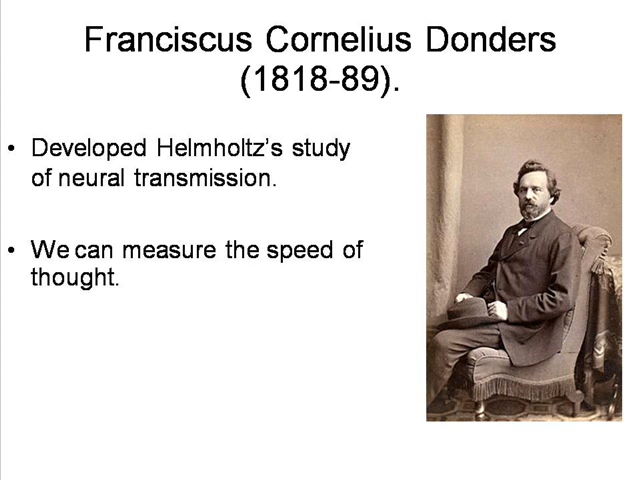 Franciscus Cornelius Donders
(1818-89).
• Developed Helmholtz's study
of neural transmission.
• We can measure the speed of
thought.